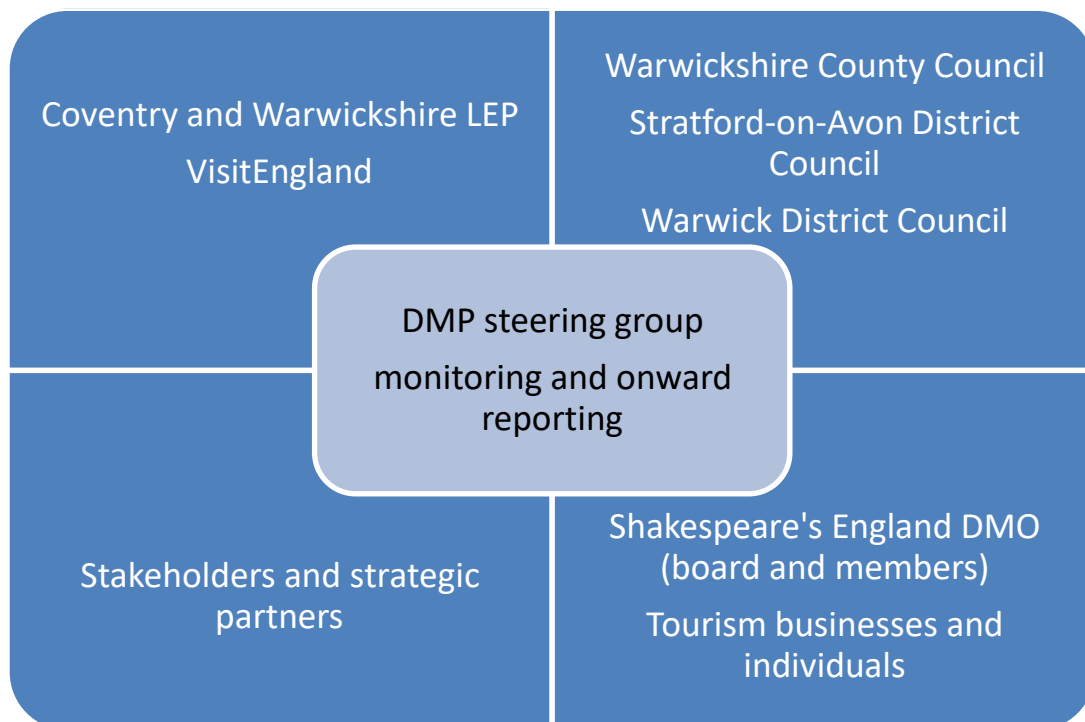 Coventry and Warwickshire LEP
VisitEngland
Warwickshire County Council
Stratford-on-Avon District
Council
Warwick District Council
DMP steering group
monitoring and onward
reporting
Stakeholders and strategic
partners
Shakespeare's England DMO
(board and members)
Tourism businesses and
individuals